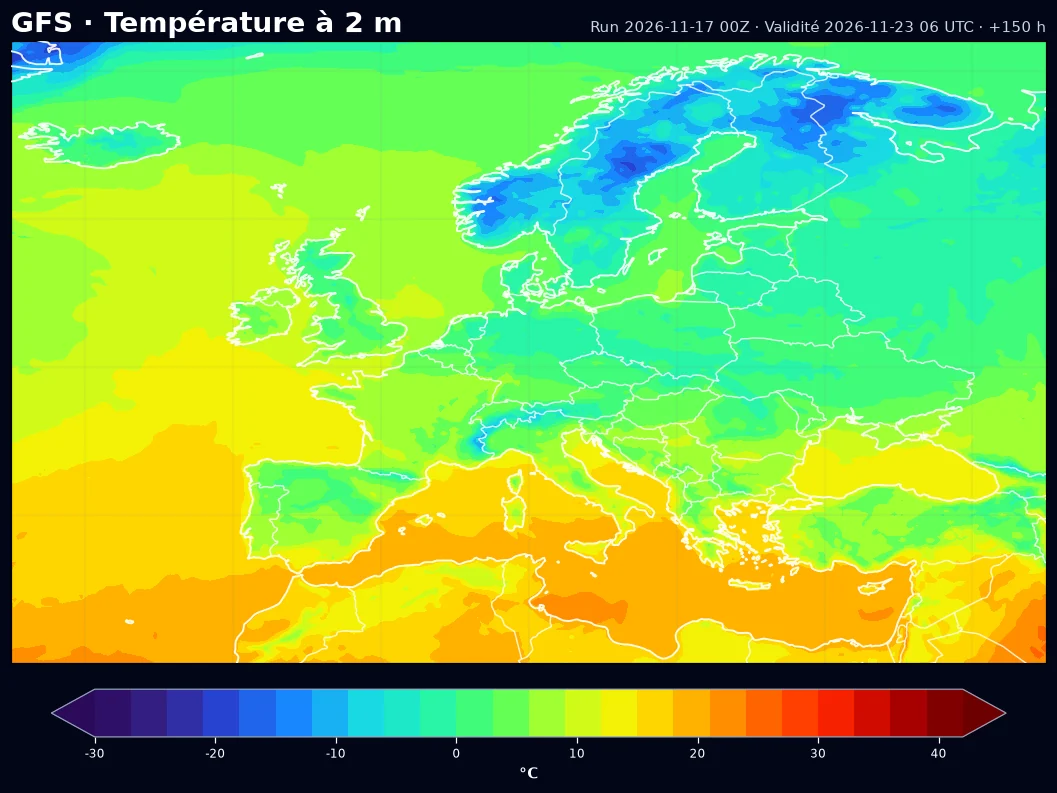 GFS · Température à 2 m
Run 2026-11-17 00Z · Validité 2026-11-23 06 UTC · +150 h
-30 -20 -10 0 10 20 30 40
°C